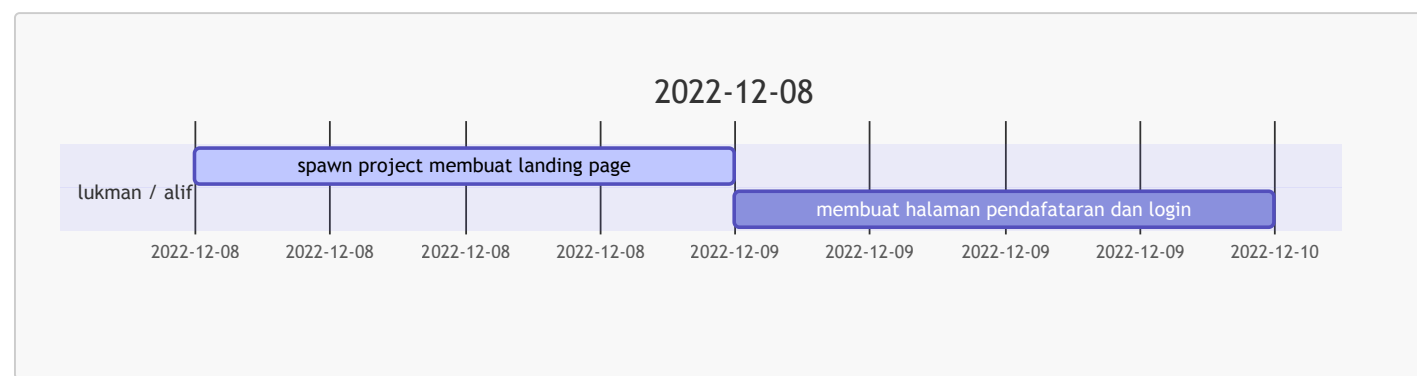 2022-12-08
spawn project membuat landing page
lukman / alif
membuat halaman pendafataran dan login
2022-12-08 2022-12-08 2022-12-08 2022-12-08 2022-12-09 2022-12-09 2022-12-09 2022-12-09 2022-12-10